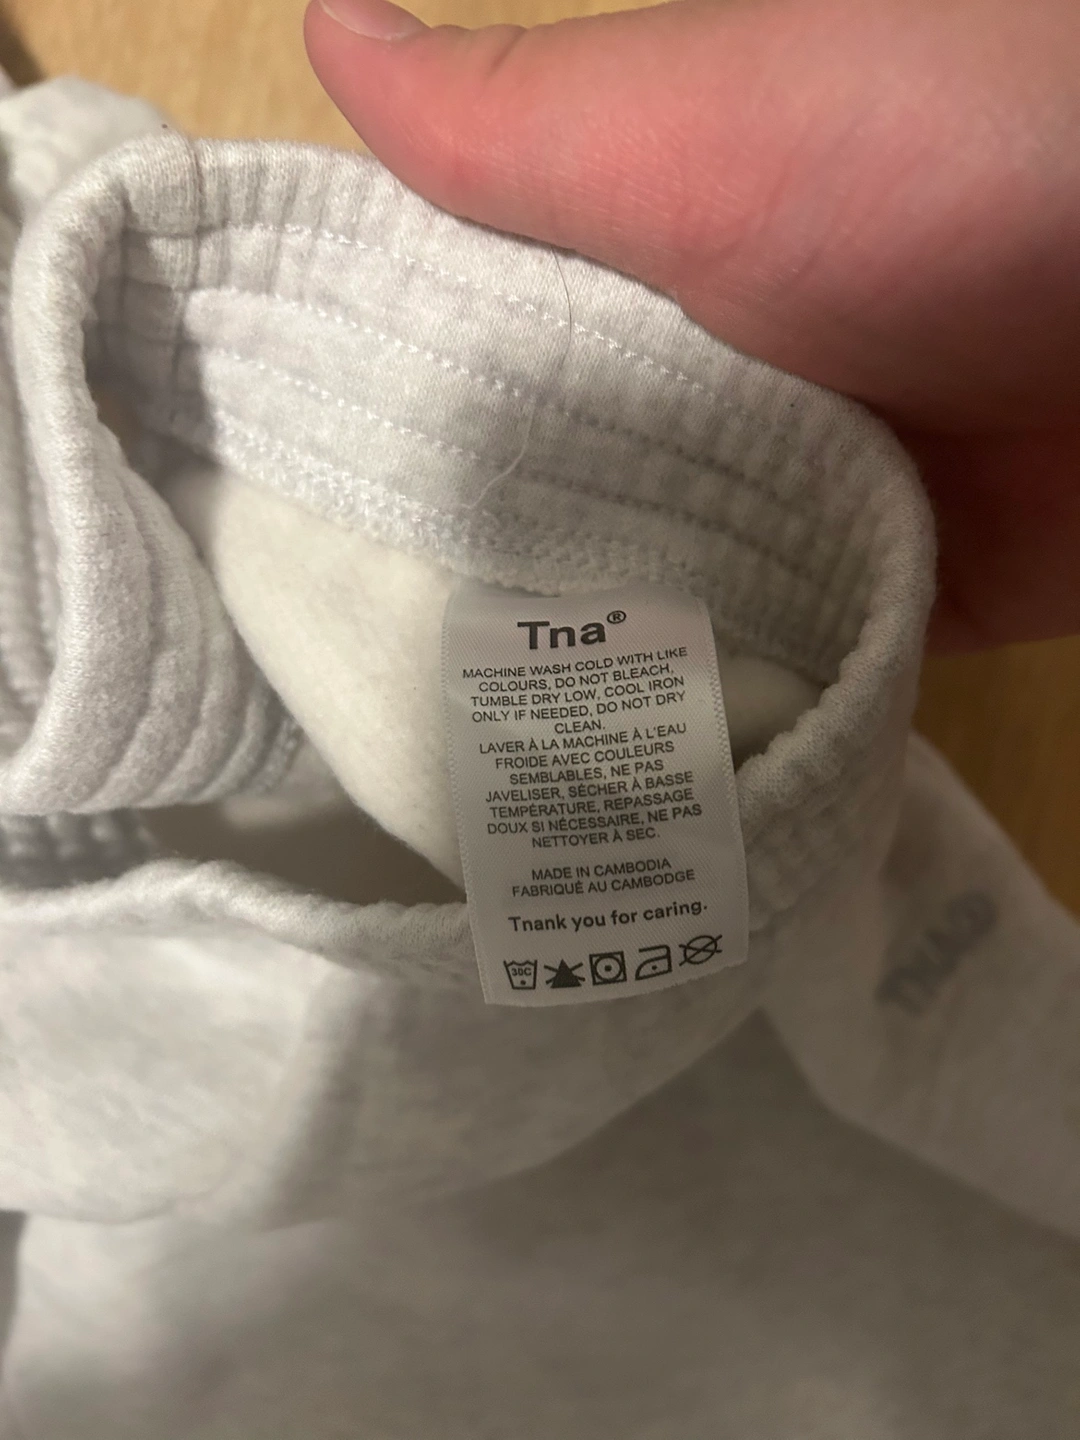 Tna®
MACHINE WASH COLD WITH LIKE
COLOURS, DO NOT BLEACH,
TUMBLE DRY LOW, COOL IRON
ONLY IF NEEDED, DO NOT DRY
CLEAN.
LAVER À LA MACHINE À L'EAU
FROIDE AVEC COULEURS
SEMBLABLES, NE PAS
JAVELISER, SÉCHER À BASSE
TEMPÉRATURE, REPASSAGE
DOUX SI NÉCESSAIRE, NE PAS
NETTOYER À SEC.
MADE IN CAMBODIA
FABRIQUÉ AU CAMBODGE
Tnank you for caring.
30C